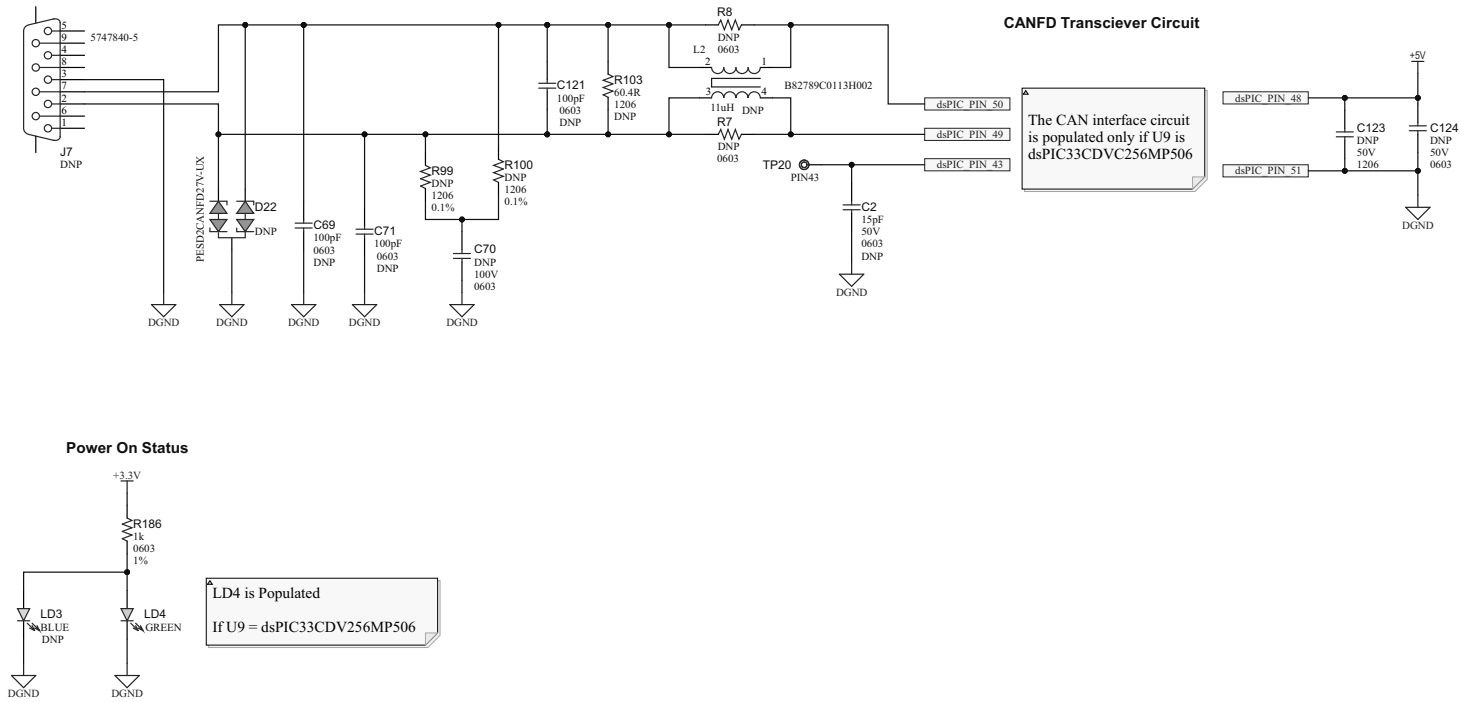 CANFD Transciever Circuit
5
9
4
8
3
7
2
6
1
5747840-5
J7
DNP
PESD2CANFD27V-UX
D22
DNP
C69
100pF
0603
DNP
C71
100pF
0603
DNP
R99
DNP
1206
0.1%
R100
DNP
1206
0.1%
C70
DNP
100V
0603
C121
100pF
0603
DNP
R103
60.4R
1206
DNP
R8
DNP
0603
L2
2
1
B82789C0113H002
3
4
11uH DNP
R7
DNP
0603
TP20
PIN43
C2
15pF
50V
0603
DNP
dsPIC_PIN_50
dsPIC_PIN_49
dsPIC_PIN_43
The CAN interface circuit
is populated only if U9 is
dsPIC33CDVC256MP506
dsPIC_PIN_48
dsPIC_PIN_51
+5V
C123
DNP
50V
1206
C124
DNP
50V
0603
DGND
DGND
DGND
DGND
DGND
DGND
DGND
Power On Status
+3.3V
R186
1k
0603
1%
LD3
BLUE
DNP
LD4
GREEN
DGND
DGND
LD4 is Populated
If U9 = dsPIC33CDV256MP506